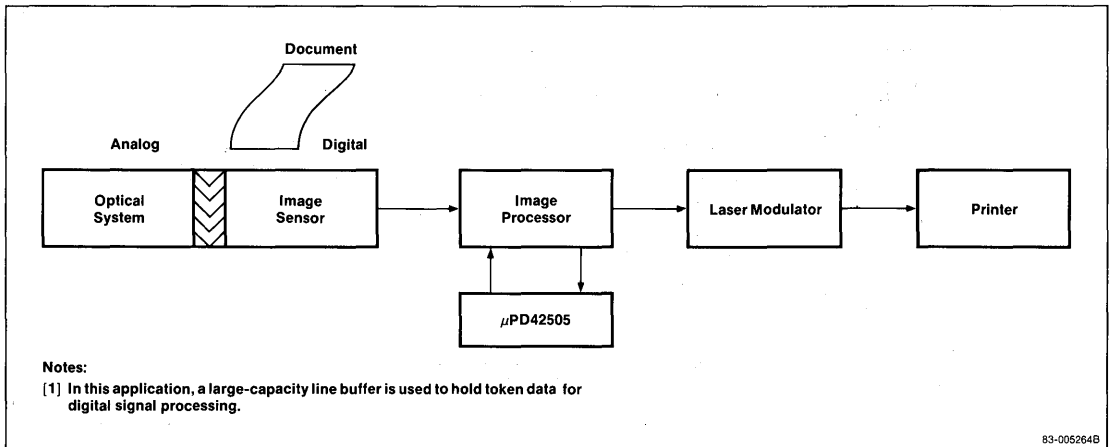 Document
Analog
Digital
Optical
System
Image
Sensor
Image
Processor
Laser Modulator
Printer
μPD42505
Notes:
[1] In this application, a large-capacity line buffer is used to hold token data for
digital signal processing.
83-005264B